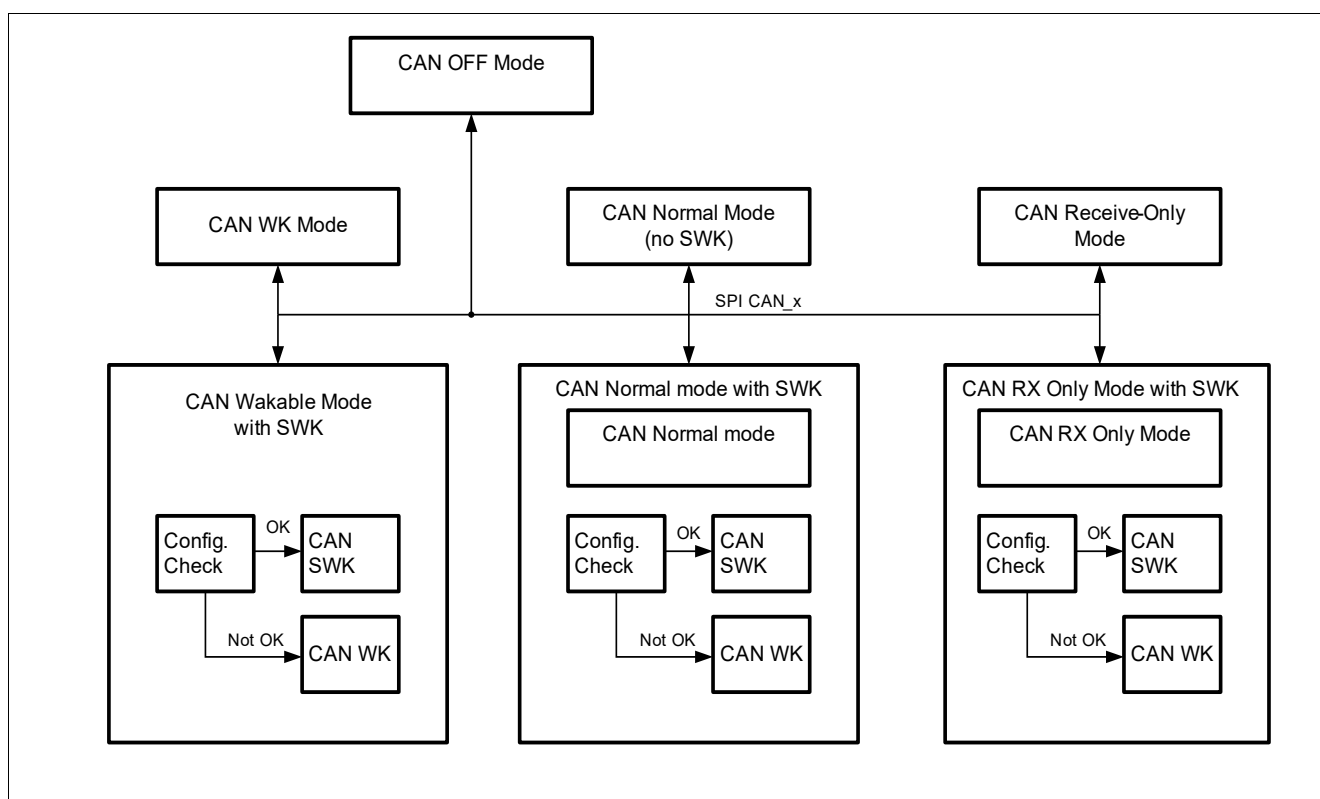 CAN OFF Mode
CAN WK Mode
CAN Normal Mode
(no SWK)
CAN Receive-Only
Mode
SPI CAN_x
CAN Wakable Mode
with SWK
Config.
Check
OK
CAN
SWK
Not OK
CAN WK
CAN Normal mode with SWK
CAN Normal mode
Config.
Check
OK
CAN
SWK
Not OK
CAN WK
CAN RX Only Mode with SWK
CAN RX Only Mode
Config.
Check
OK
CAN
SWK
Not OK
CAN WK